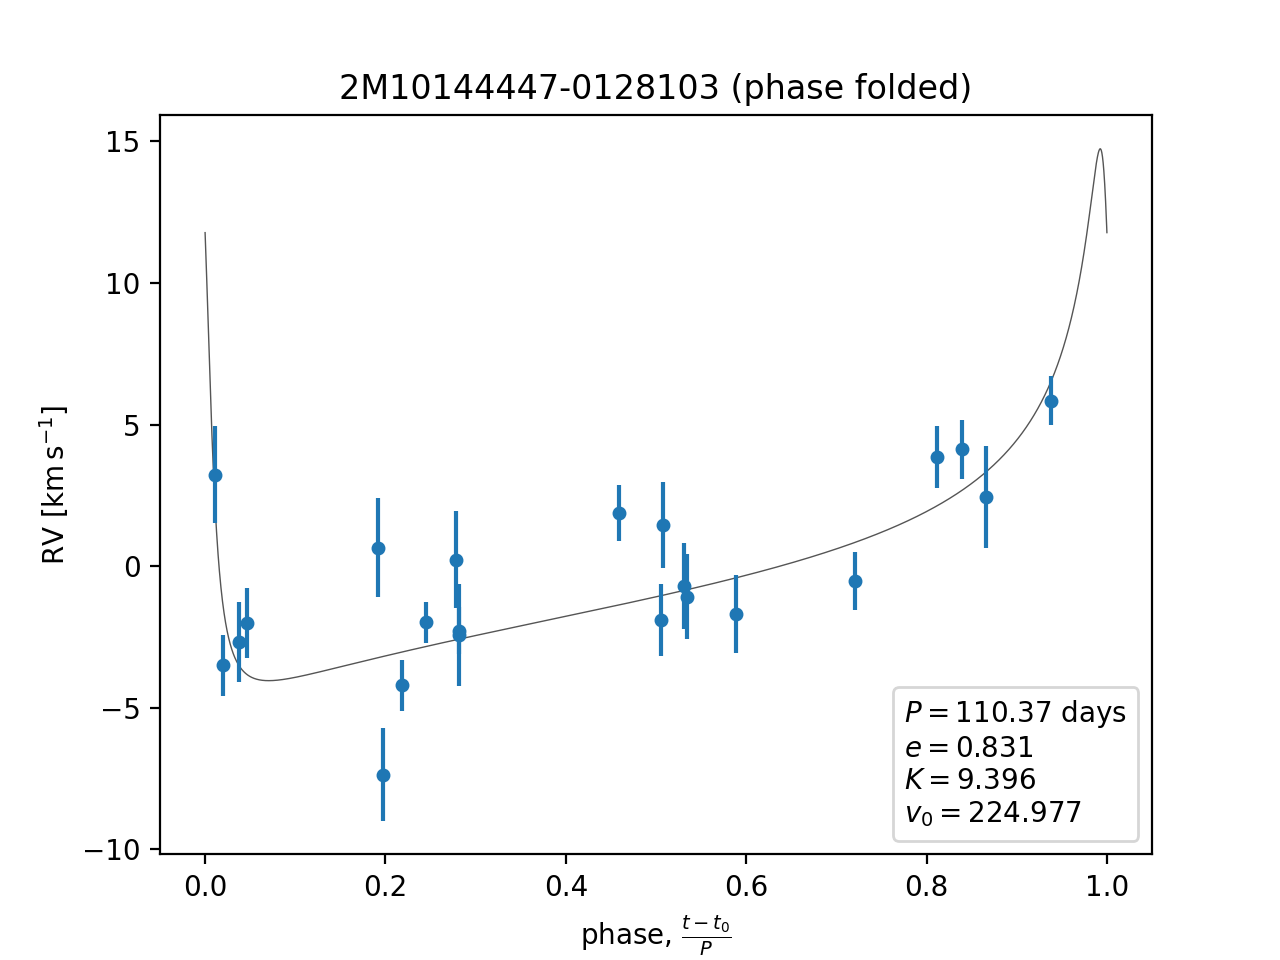 2M10144447-0128103 (phase folded)
15
10
5
0
−5
−10
RV [km s⁻¹]
P = 110.37 days
e = 0.831
K = 9.396
v₀ = 224.977
0.0 0.2 0.4 0.6 0.8 1.0
phase, (t − t₀)/P